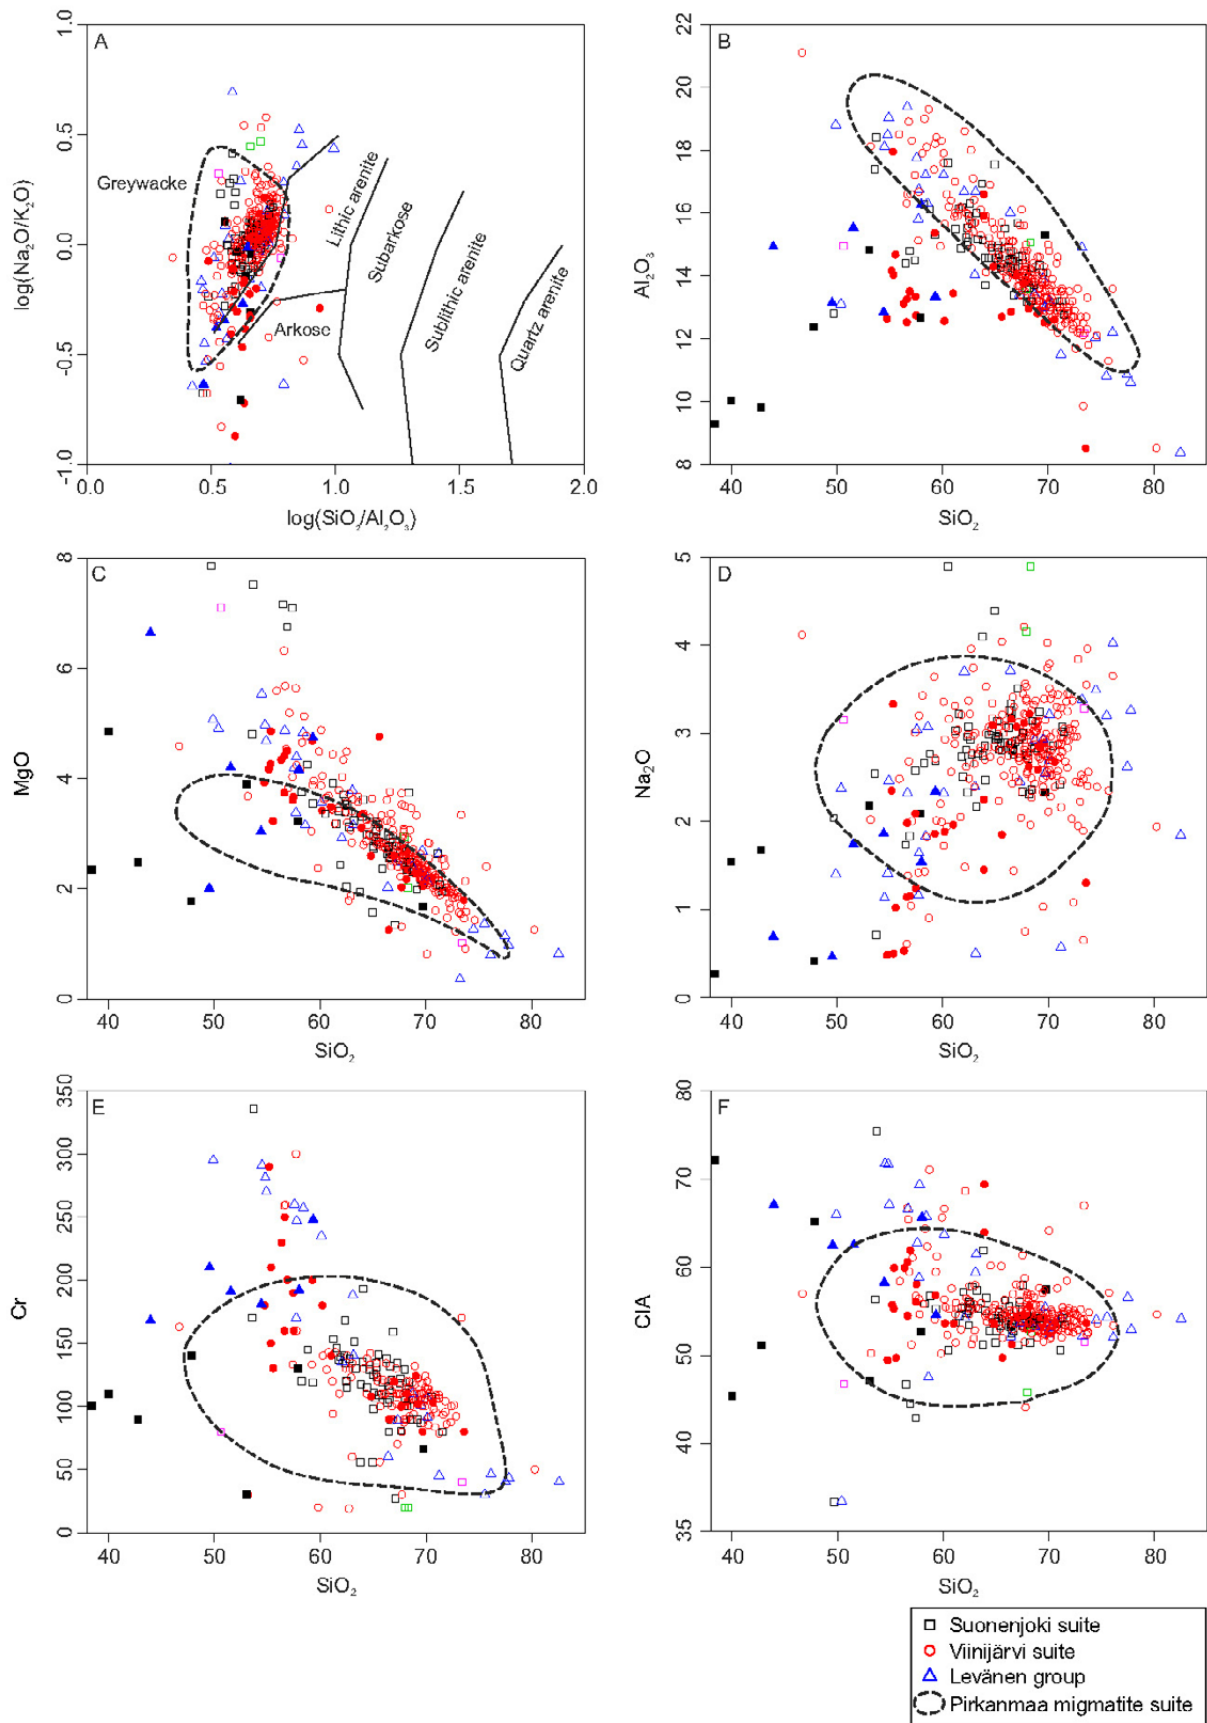 A
1.0
0.5
0.0
-0.5
-1.0
log(Na₂O/K₂O)
Greywacke
Lithic arenite
Subarkose
Arkose
Sublithic arenite
Quartz arenite
0.0 0.5 1.0 1.5 2.0
log(SiO₂/Al₂O₃)
B
22
20
18
16
14
12
10
8
Al₂O₃
40 50 60 70 80
SiO₂
C
8
6
4
2
0
MgO
40 50 60 70 80
SiO₂
D
5
4
3
2
1
0
Na₂O
40 50 60 70 80
SiO₂
E
350
300
250
200
150
100
50
0
Cr
40 50 60 70 80
SiO₂
F
80
70
60
50
40
35
CIA
40 50 60 70 80
SiO₂
Suonenjoki suite
Viinijärvi suite
Levänen group
Pirkanmaa migmatite suite